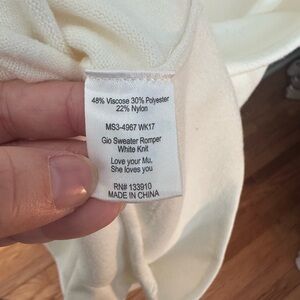 48% Viscose 30% Polyester
22% Nylon
MS3-4967 WK17
Gio Sweater Romper
White Knit
Love your Mu.
She loves you
RN# 133910
MADE IN CHINA